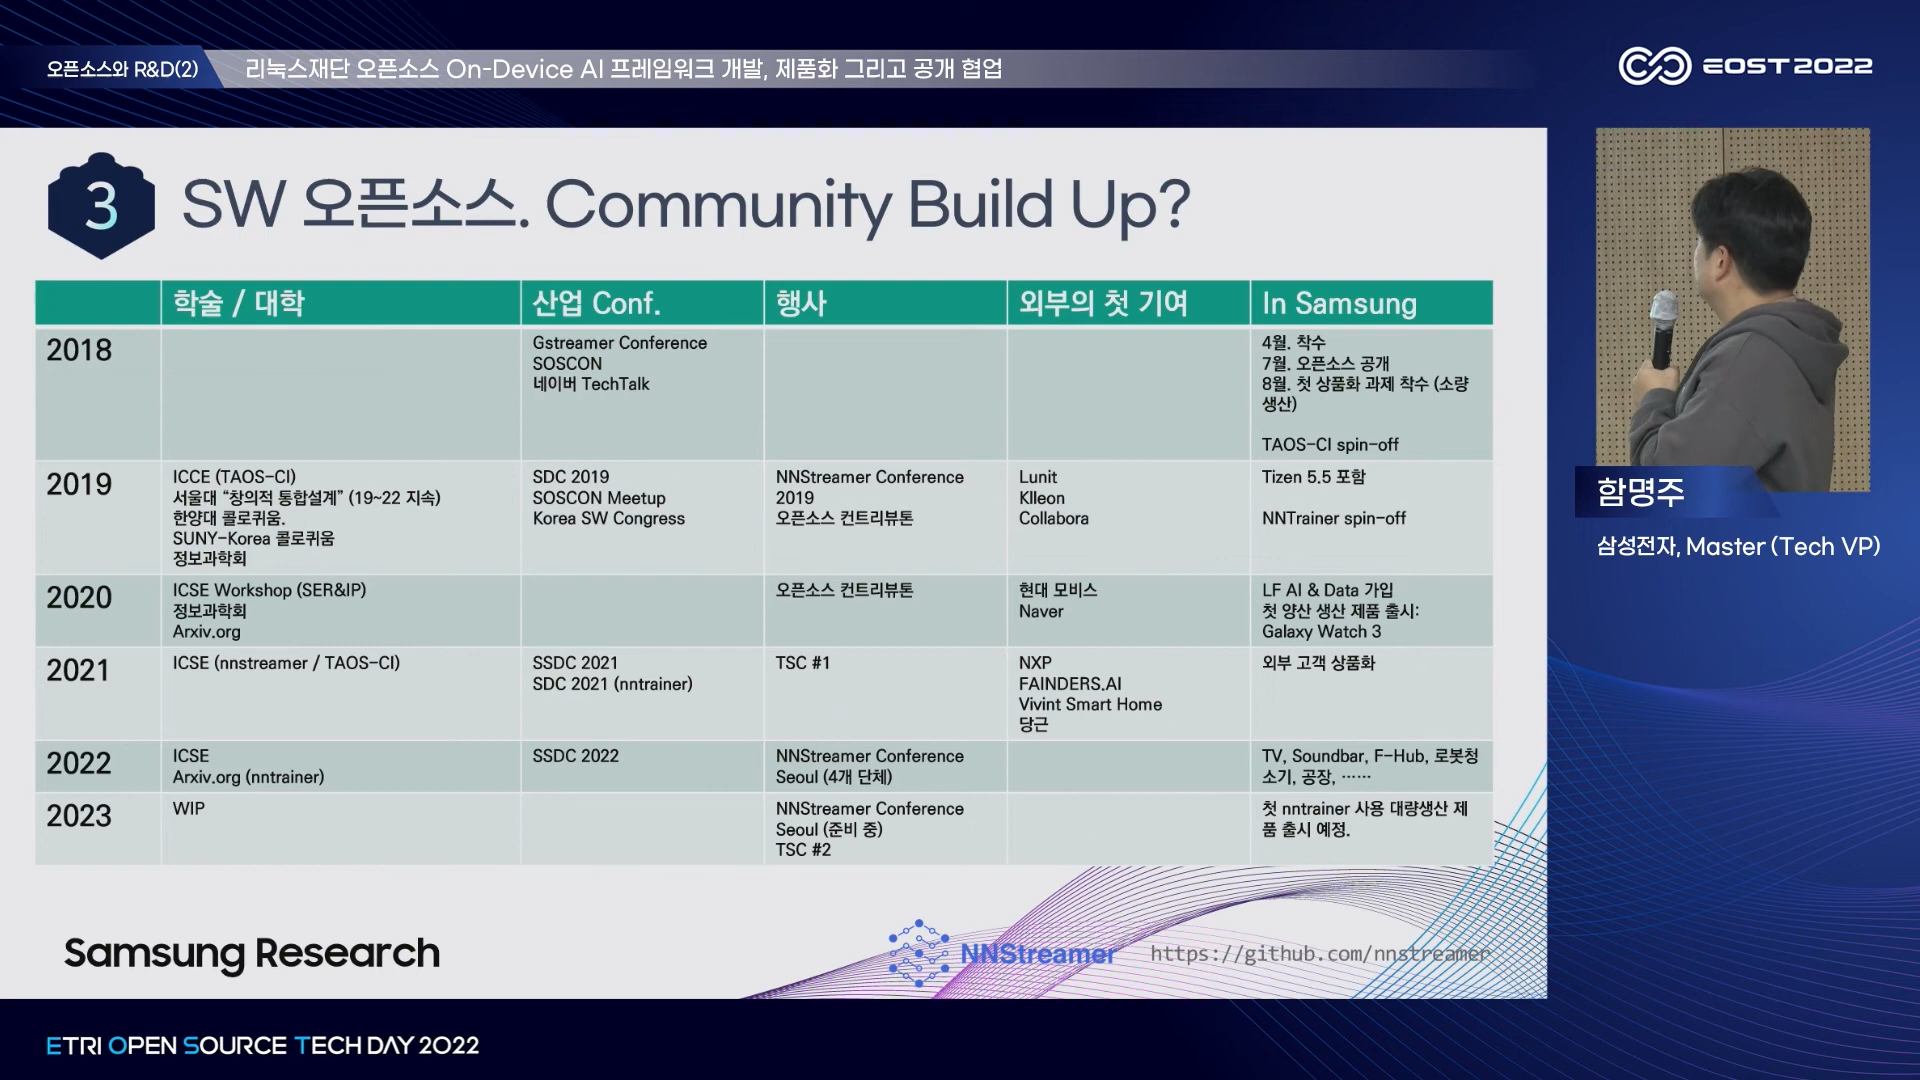 오픈소스와 R&D(2)
리눅스재단 오픈소스 On-Device AI 프레임워크 개발, 제품화 그리고 공개 협업
EOST 2022
3
SW 오픈소스. Community Build Up?
학술 / 대학
산업 Conf.
행사
외부의 첫 기여
In Samsung
2018
Gstreamer Conference
SOSCON
네이버 TechTalk
4월. 착수
7월. 오픈소스 공개
8월. 첫 상품화 과제 착수 (소량
생산)
TAOS-CI spin-off
2019
ICCE (TAOS-CI)
서울대 “창의적 통합설계” (19~22 지속)
한양대 콜로퀴움.
SUNY-Korea 콜로퀴움
정보과학회
SDC 2019
SOSCON Meetup
Korea SW Congress
NNStreamer Conference
2019
오픈소스 컨트리뷰톤
Lunit
Klleon
Collabora
Tizen 5.5 포함
NNTrainer spin-off
2020
ICSE Workshop (SER&IP)
정보과학회
Arxiv.org
오픈소스 컨트리뷰톤
현대 모비스
Naver
LF AI & Data 가입
첫 양산 생산 제품 출시:
Galaxy Watch 3
2021
ICSE (nnstreamer / TAOS-CI)
SSDC 2021
SDC 2021 (nntrainer)
TSC #1
NXP
FAINDERS.AI
Vivint Smart Home
당근
외부 고객 상품화
2022
ICSE
Arxiv.org (nntrainer)
SSDC 2022
NNStreamer Conference
Seoul (4개 단체)
TV, Soundbar, F-Hub, 로봇청
소기, 공장, ⋯⋯
2023
WIP
NNStreamer Conference
Seoul (준비 중)
TSC #2
첫 nntrainer 사용 대량생산 제
품 출시 예정.
Samsung Research
NNStreamer
https://github.com/nnstreamer
함명주
삼성전자, Master (Tech VP)
ETRI OPEN SOURCE TECH DAY 2022